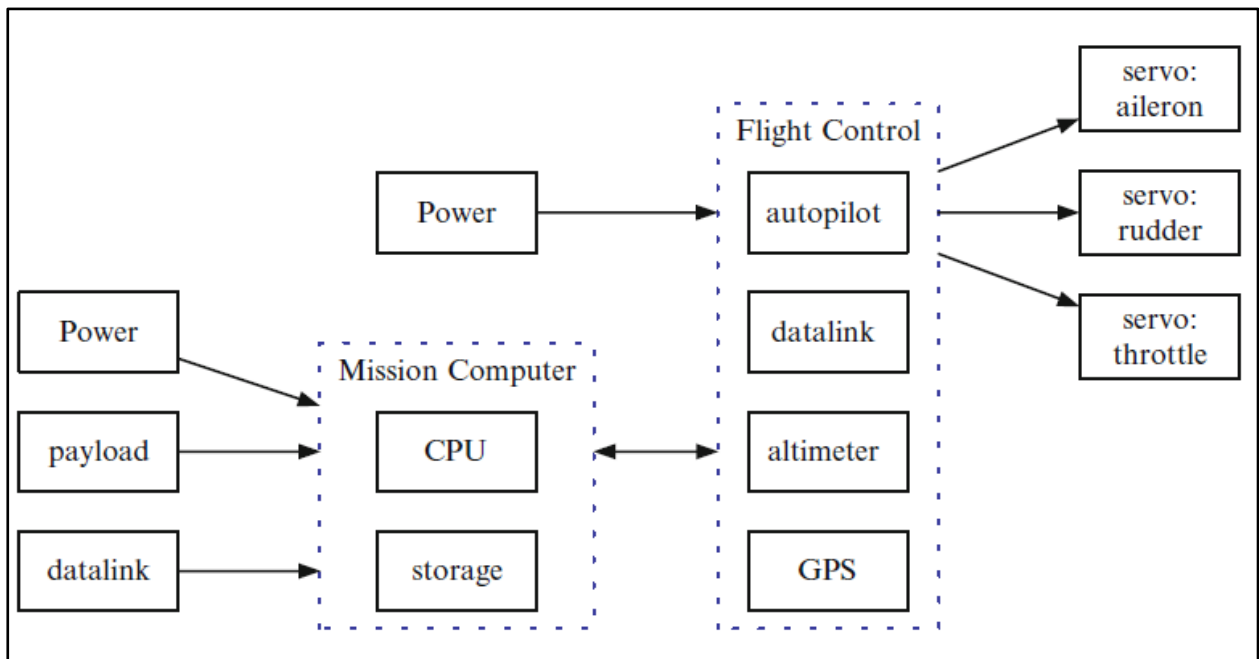 servo:
aileron
Flight Control
Power
autopilot
servo:
rudder
Power
datalink
servo:
throttle
Mission Computer
payload
CPU
altimeter
datalink
storage
GPS